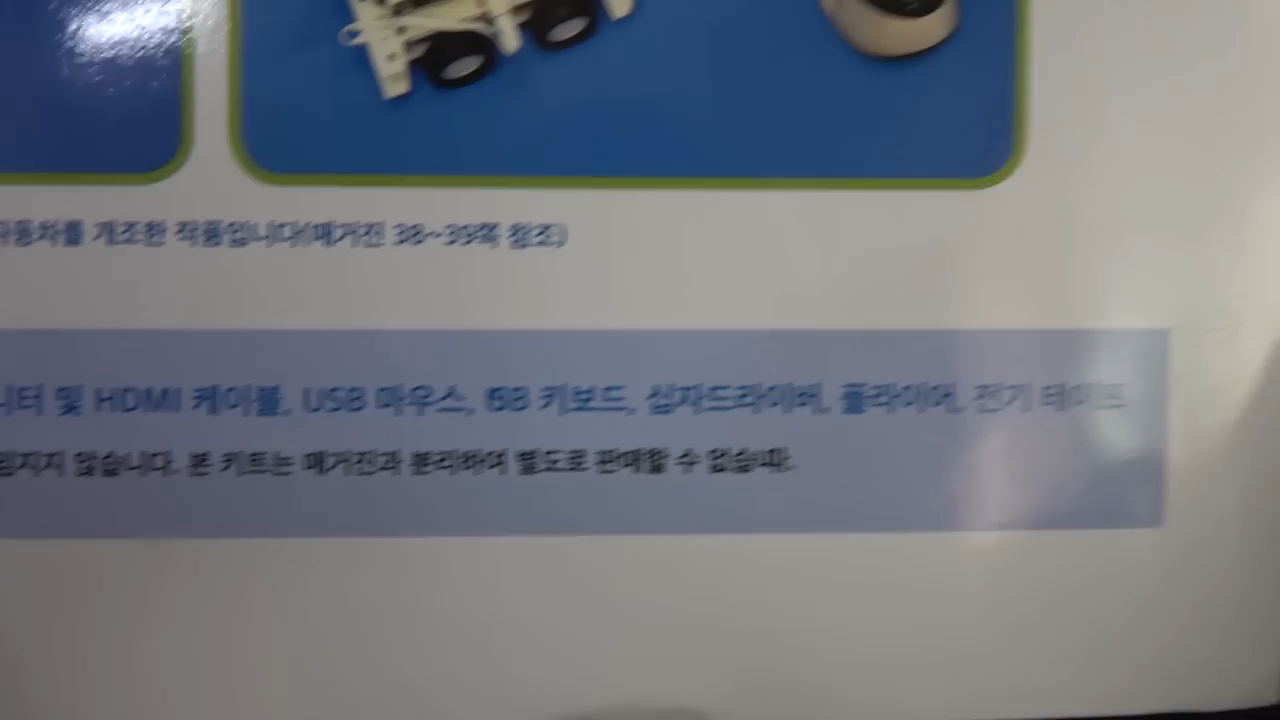 자동차를 개조한 작품입니다(매거진 38~39쪽 참조)
니터 및 HDMI 케이블, USB 마우스, USB 키보드, 십자드라이버, 플라이어, 전기 테이프
않습니다. 본 키트는 매거진과 분리하여 별도로 판매할 수 없습니다.